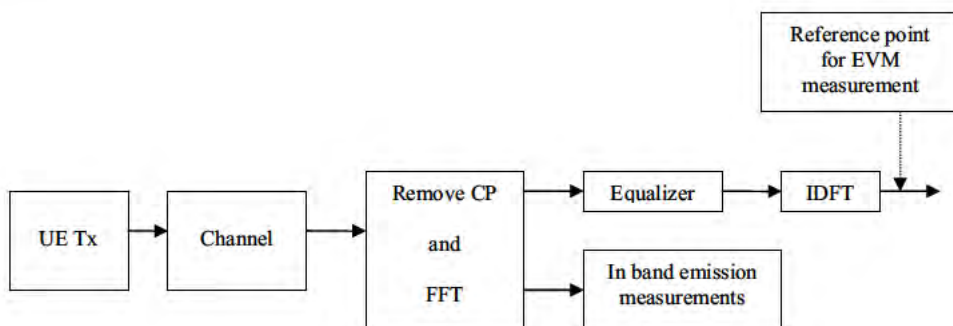 Reference point
for EVM
measurement
Remove CP
and
FFT
Equalizer
IDFT
UE Tx
Channel
In band emission
measurements